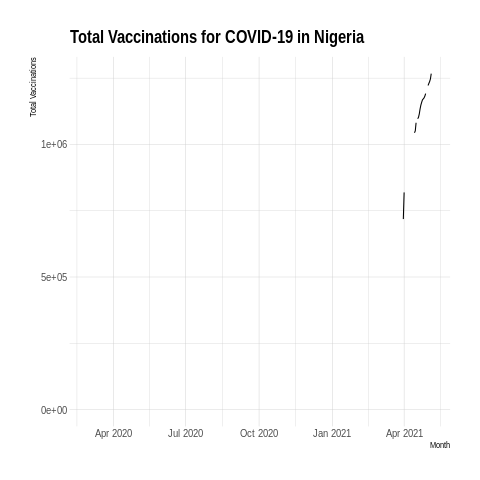 Total Vaccinations for COVID-19 in Nigeria
Total Vaccinations
1e+06
5e+05
0e+00
Apr 2020 Jul 2020 Oct 2020 Jan 2021 Apr 2021
Month